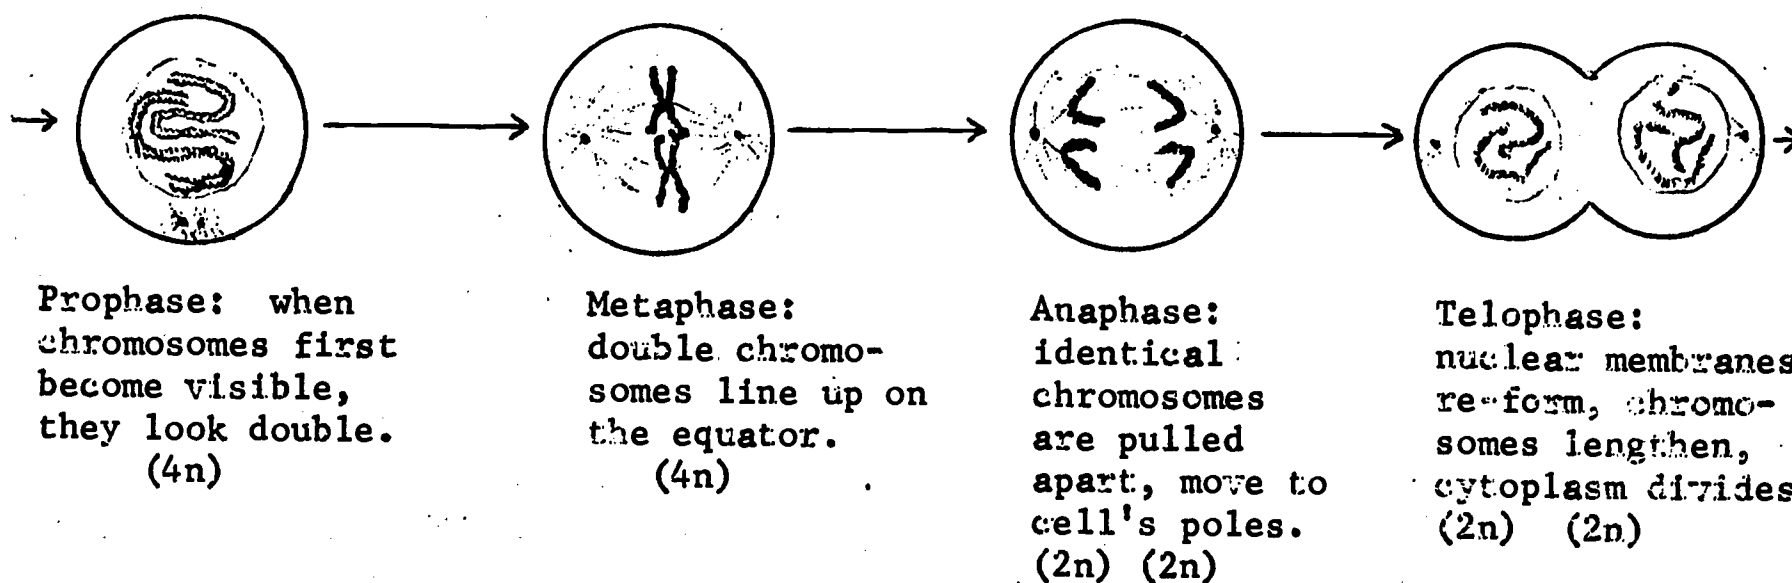 Prophase: when
chromosomes first
become visible,
they look double.
(4n)
Metaphase:
double chromo-
somes line up on
the equator.
(4n)
Anaphase:
identical
chromosomes
are pulled
apart, move to
cell's poles.
(2n) (2n)
Telophase:
nuclear membranes
re-form, chromo-
somes lengthen,
cytoplasm divides
(2n) (2n)